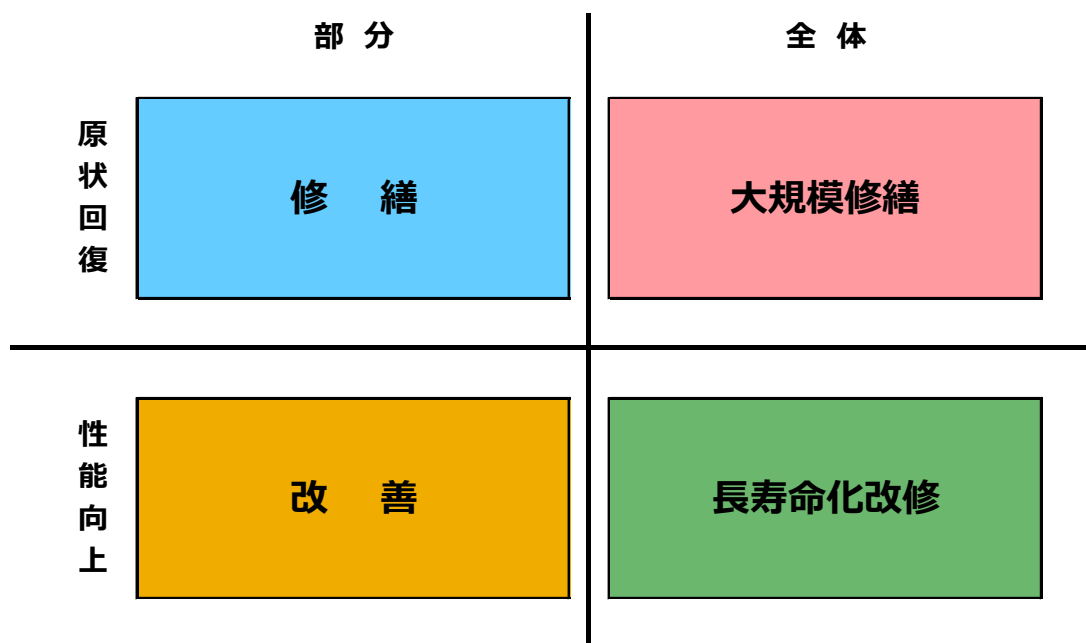 部分
全体
原状回復
修繕
大規模修繕
性能向上
改善
長寿命化改修